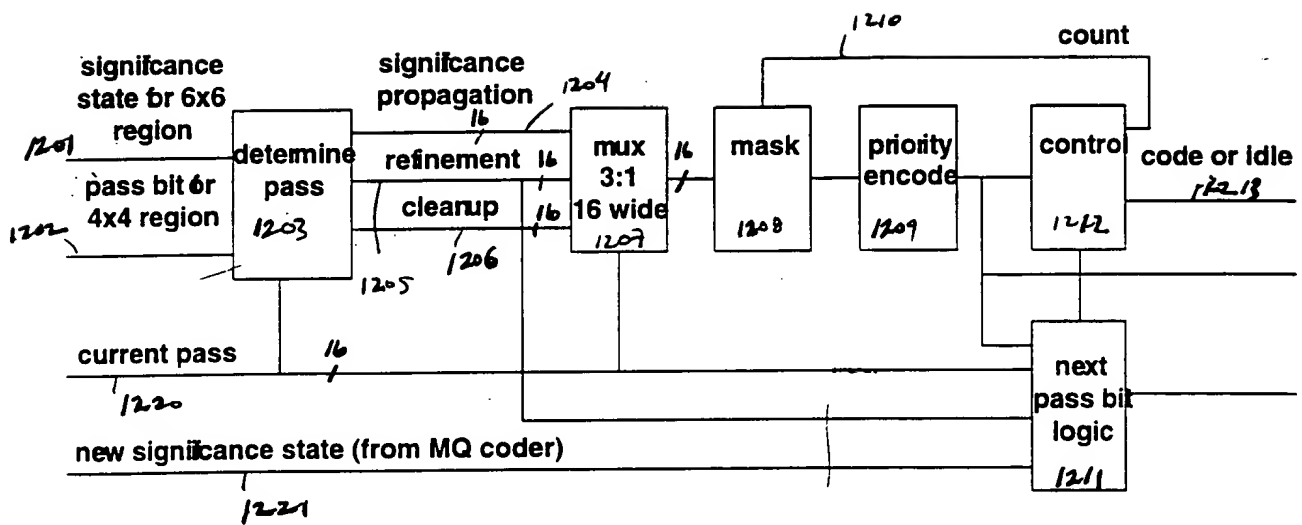 1210
count
signifcance
state for 6x6
region
1201
pass bit for
4x4 region
1202
determine
pass
1203
signifcance
propagation
1204
16
refinement
16
cleanup
16
1205
1206
mux
3:1
16 wide
1207
16
mask
1208
priority
encode
1209
control
1212
code or idle
1213
current pass
16
1220
new significance state (from MQ coder)
1221
next
pass bit
logic
1211